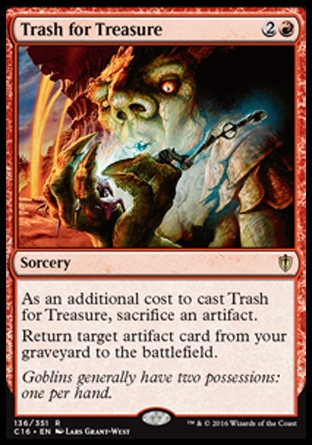 Trash for Treasure 2
Sorcery
As an additional cost to cast Trash
for Treasure, sacrifice an artifact.
Return target artifact card from your
graveyard to the battlefield.
Goblins generally have two possessions:
one per hand.
136/351 R
C16 • EN Lars Grant-West
™ & © 2016 Wizards of the Coast